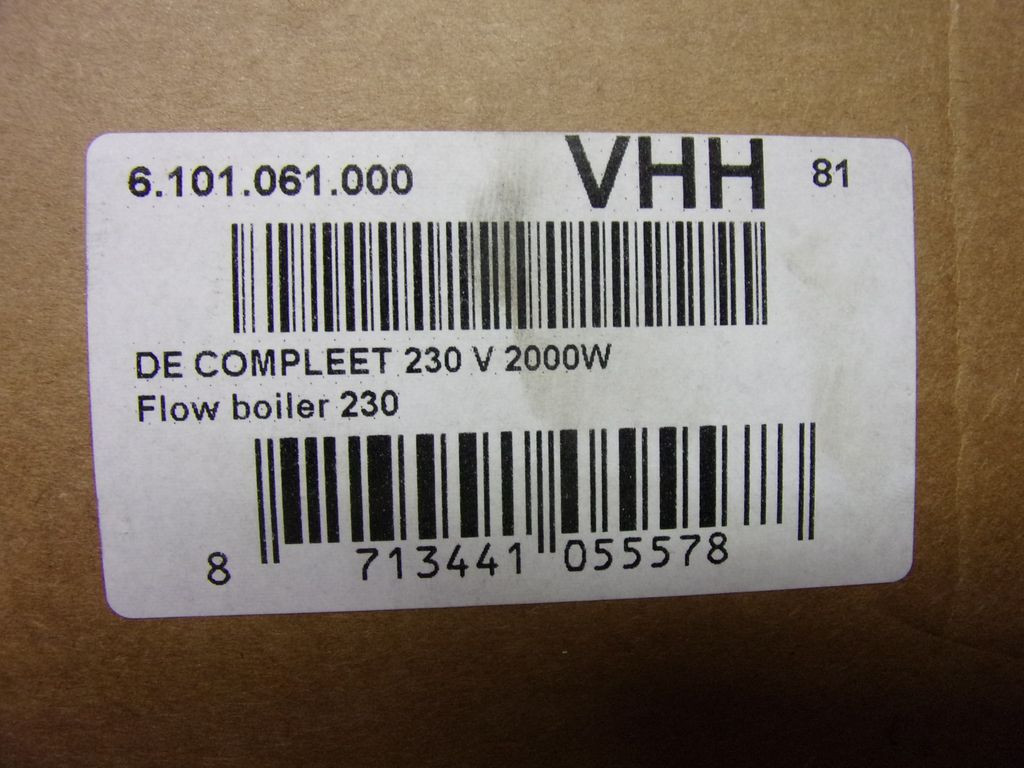 6.101.061.000 VHH 81
DE COMPLEET 230 V 2000W
Flow boiler 230
8 713441 055578